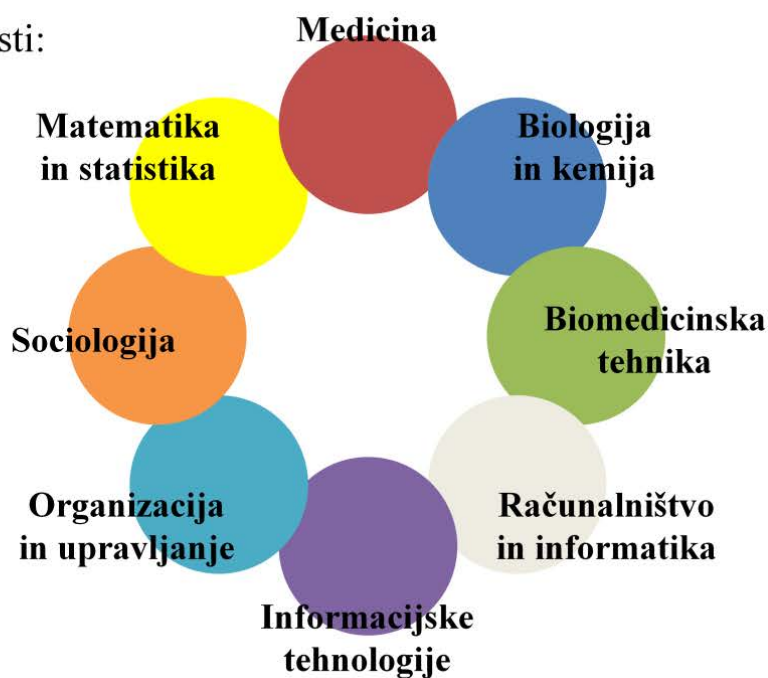 sti:
Medicina
Matematika
in statistika
Biologija
in kemija
Sociologija
Biomedicinska
tehnika
Organizacija
in upravljanje
Računalništvo
in informatika
Informacijske
tehnologije